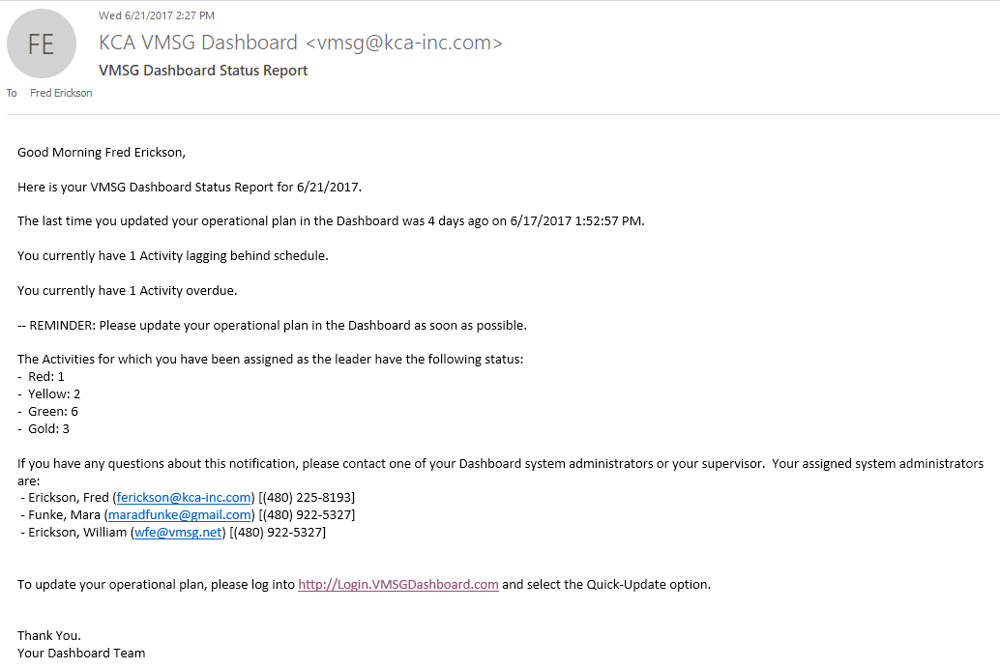 Wed 6/21/2017 2:27 PM
FE
KCA VMSG Dashboard <vmsg@kca-inc.com>
VMSG Dashboard Status Report
To Fred Erickson
Good Morning Fred Erickson,
Here is your VMSG Dashboard Status Report for 6/21/2017.
The last time you updated your operational plan in the Dashboard was 4 days ago on 6/17/2017 1:52:57 PM.
You currently have 1 Activity lagging behind schedule.
You currently have 1 Activity overdue.
-- REMINDER: Please update your operational plan in the Dashboard as soon as possible.
The Activities for which you have been assigned as the leader have the following status:
- Red: 1
- Yellow: 2
- Green: 6
- Gold: 3
If you have any questions about this notification, please contact one of your Dashboard system administrators or your supervisor. Your assigned system administrators
are:
- Erickson, Fred (ferickson@kca-inc.com) [(480) 225-8193]
- Funke, Mara (maradfunke@gmail.com) [(480) 922-5327]
- Erickson, William (wfe@vmsg.net) [(480) 922-5327]
To update your operational plan, please log into http://Login.VMSGDashboard.com and select the Quick-Update option.
Thank You.
Your Dashboard Team